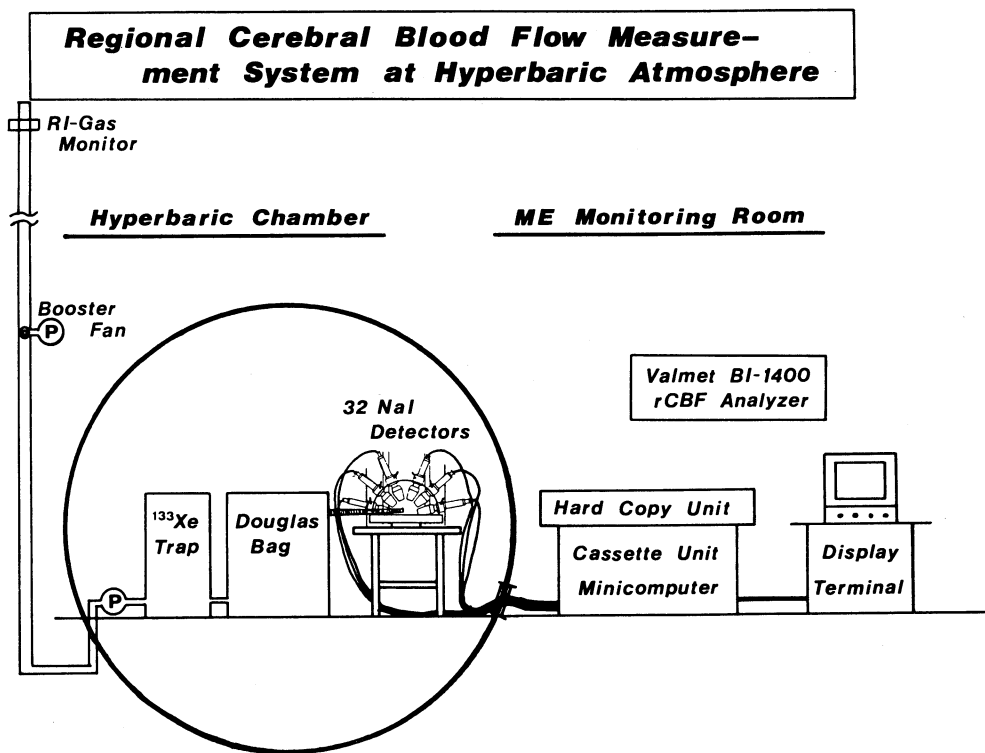 Regional Cerebral Blood Flow Measure-
ment System at Hyperbaric Atmosphere
RI-Gas
Monitor
Hyperbaric Chamber
ME Monitoring Room
Booster
Fan
P
Valmet BI-1400
rCBF Analyzer
32 NaI
Detectors
¹³³Xe
Trap
Douglas
Bag
Hard Copy Unit
Cassette Unit
Minicomputer
Display
Terminal
P